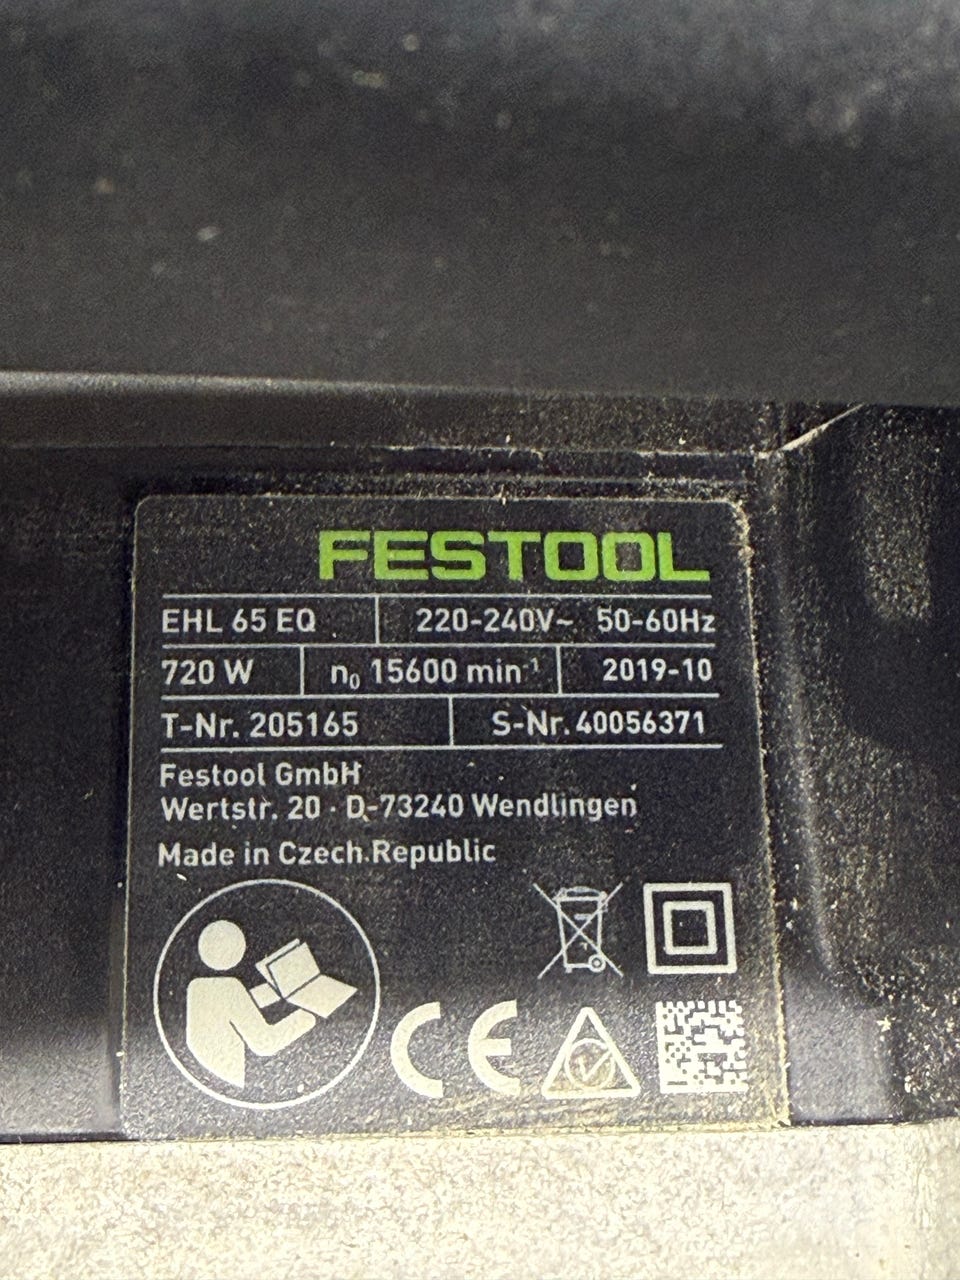 FESTOOL
EHL 65 EQ 220-240V~ 50-60Hz
720 W n₀ 15600 min⁻¹ 2019-10
T-Nr. 205165 S-Nr. 40056371
Festool GmbH
Wertstr. 20 · D-73240 Wendlingen
Made in Czech Republic
CE